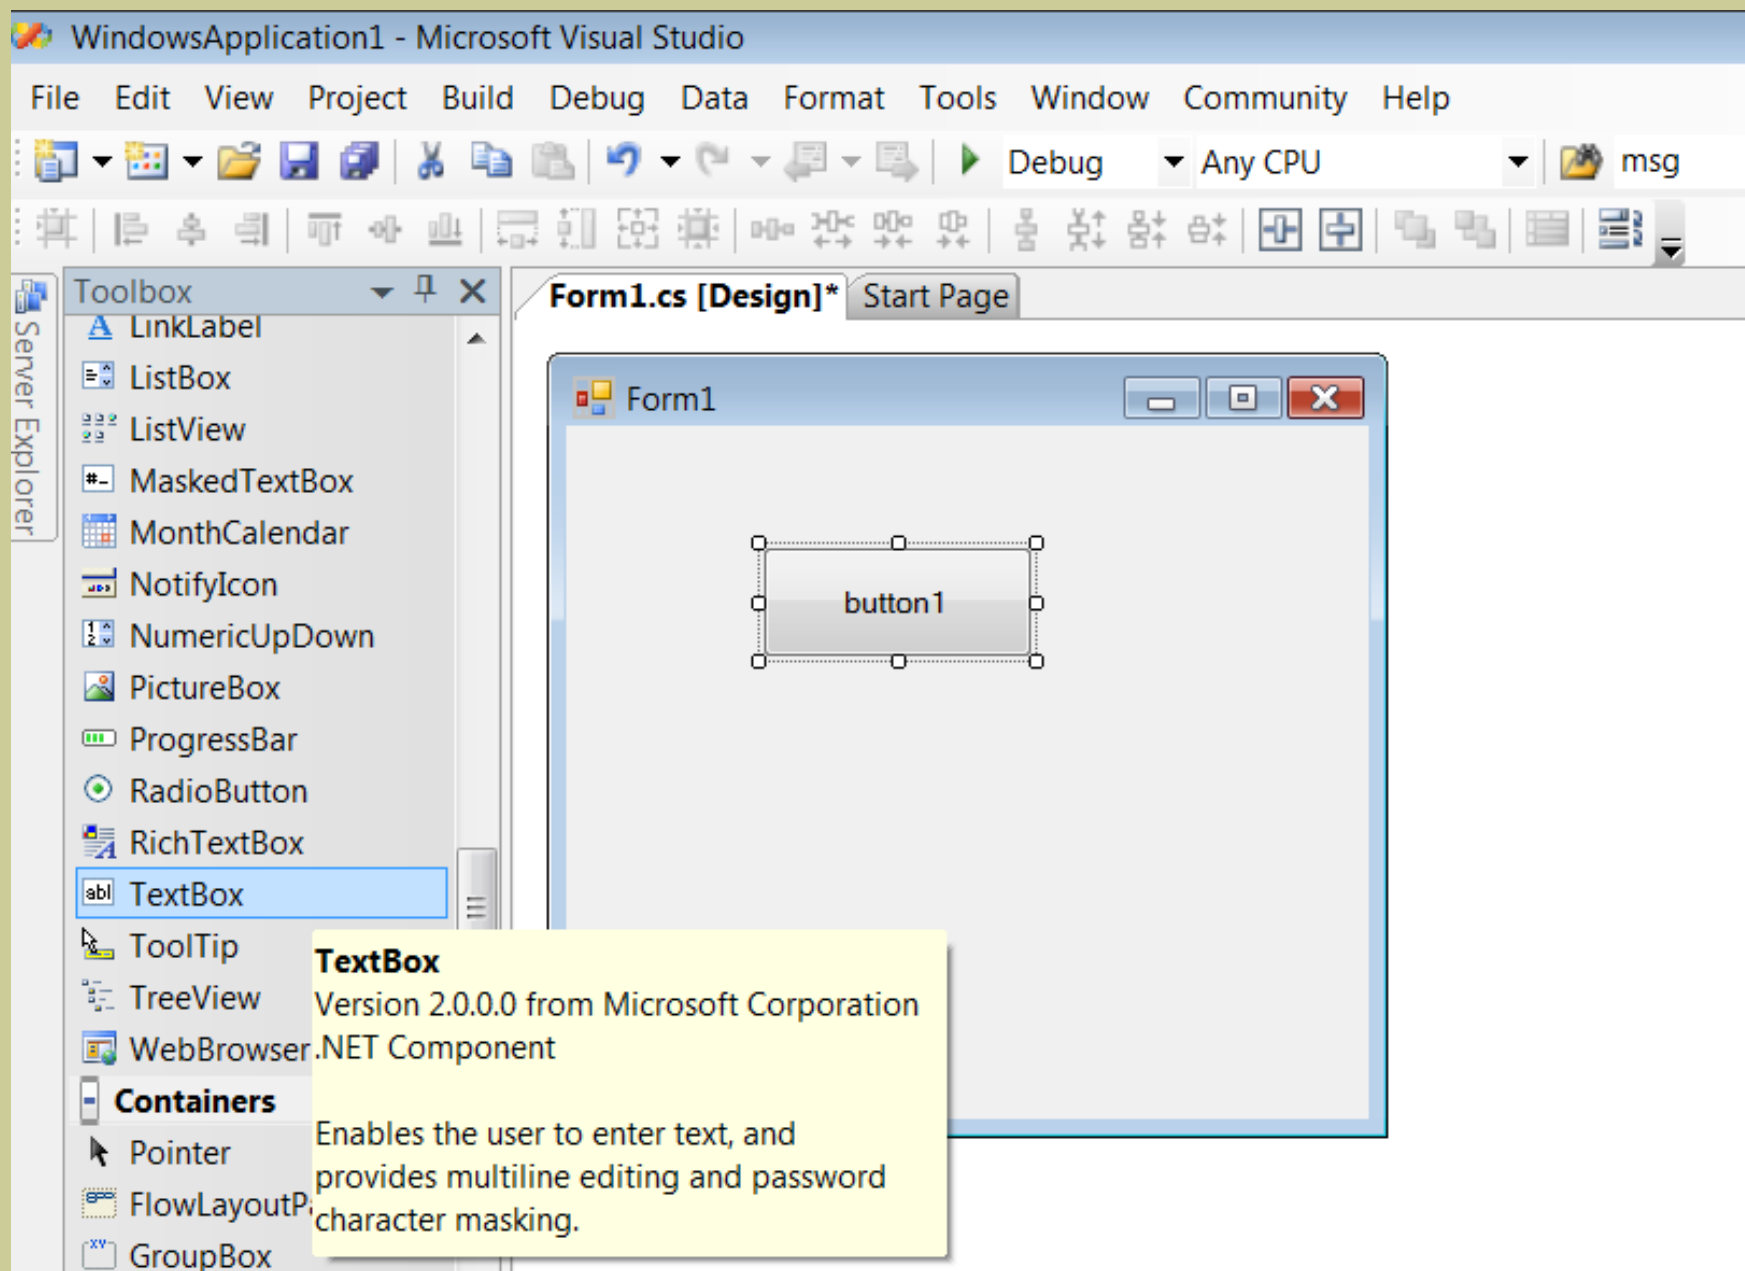 WindowsApplication1 - Microsoft Visual Studio
File Edit View Project Build Debug Data Format Tools Window Community Help
Debug Any CPU msg
Server Explorer
Toolbox
Form1.cs [Design]* Start Page
LinkLabel
ListBox
ListView
MaskedTextBox
MonthCalendar
NotifyIcon
NumericUpDown
PictureBox
ProgressBar
RadioButton
RichTextBox
abl TextBox
ToolTip
TreeView
WebBrowser
Containers
Pointer
FlowLayoutP
GroupBox
Form1
button1
TextBox
Version 2.0.0.0 from Microsoft Corporation
.NET Component
Enables the user to enter text, and
provides multiline editing and password
character masking.